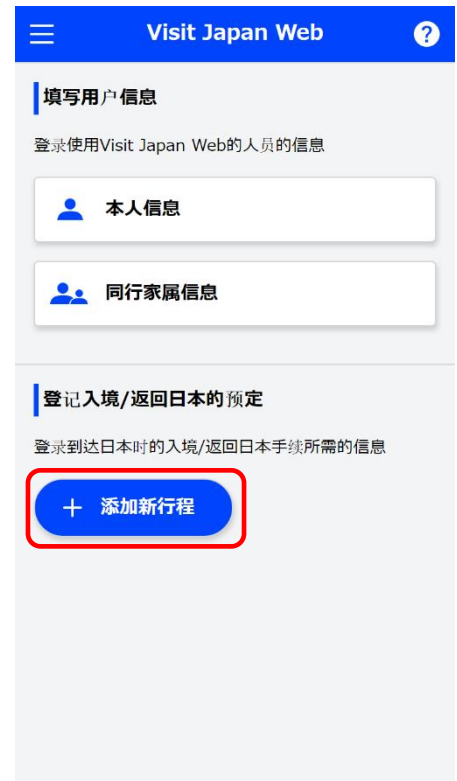 Visit Japan Web
?
填写用户信息
登录使用Visit Japan Web的人员的信息
本人信息
同行家属信息
登记入境/返回日本的预定
登录到达日本时的入境/返回日本手续所需的信息
+ 添加新行程